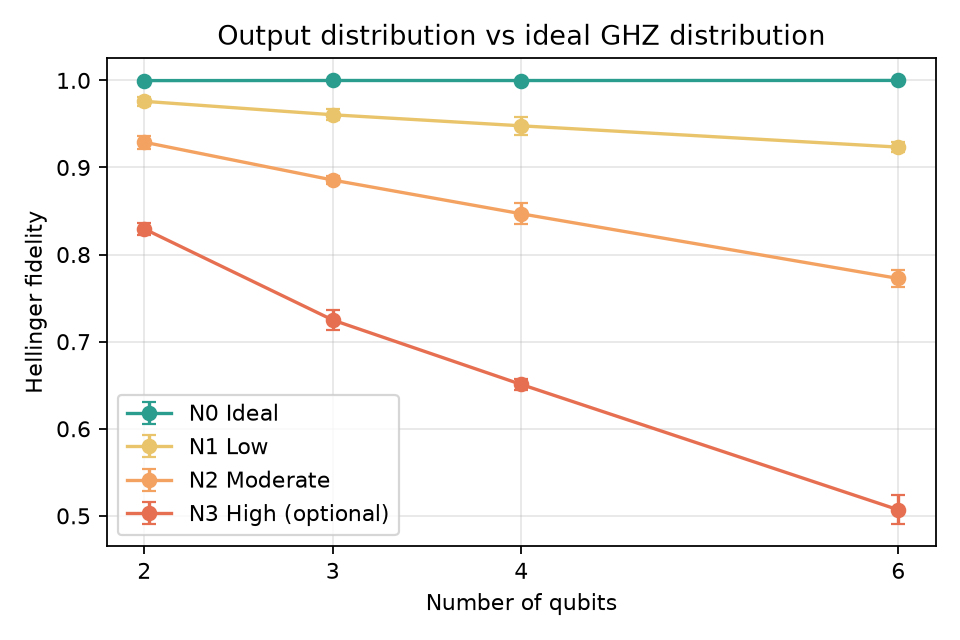 Output distribution vs ideal GHZ distribution
Hellinger fidelity
1.0
0.9
0.8
0.7
0.6
0.5
N0 Ideal
N1 Low
N2 Moderate
N3 High (optional)
2 3 4 6
Number of qubits